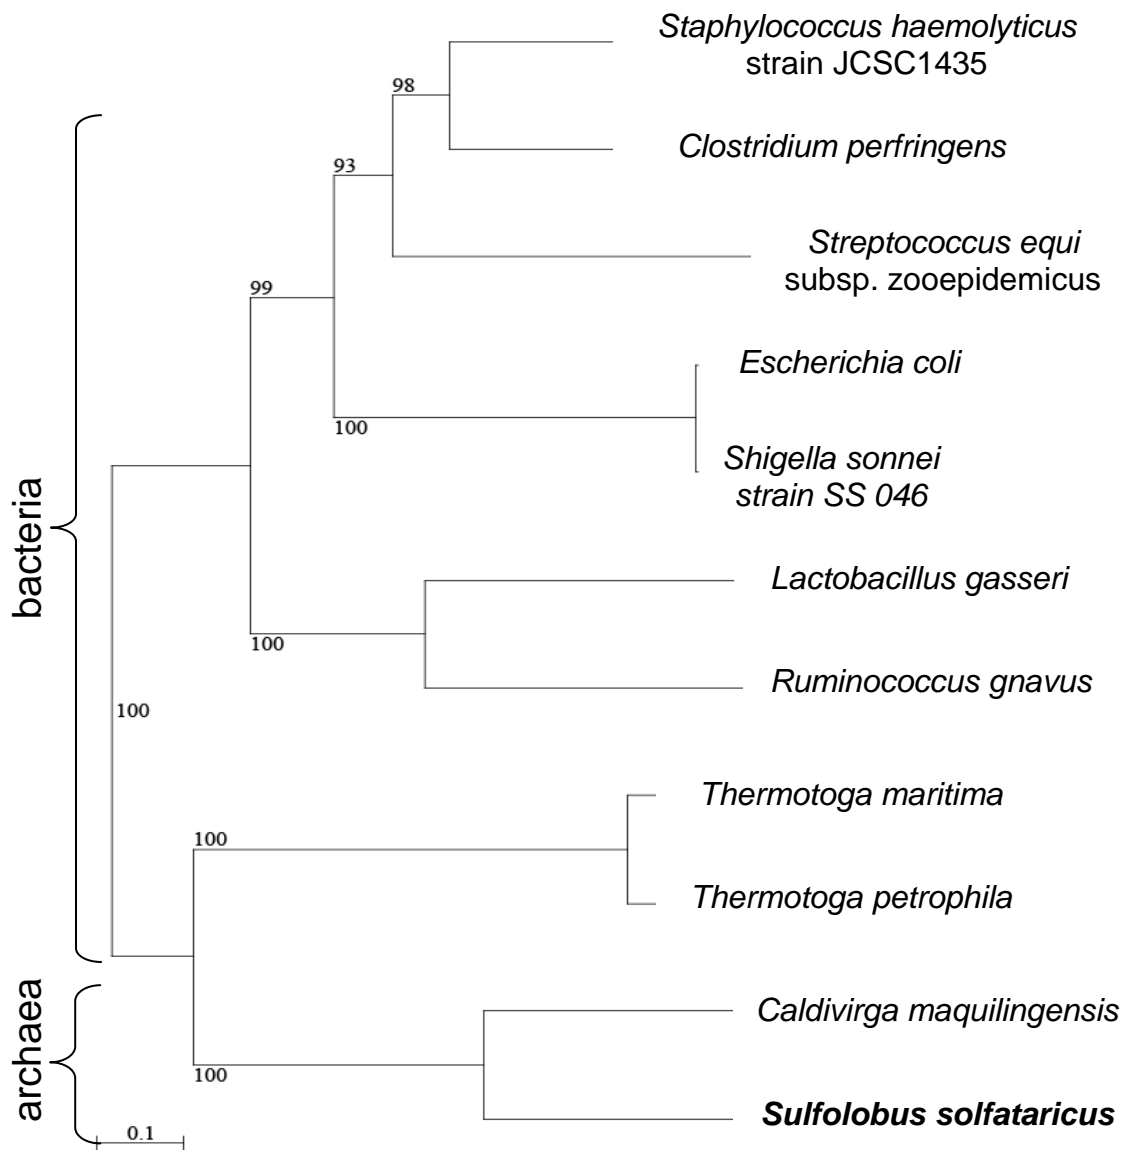 Staphylococcus haemolyticus
strain JCSC1435
98
Clostridium perfringens
93
Streptococcus equi
subsp. zooepidemicus
99
Escherichia coli
100
Shigella sonnei
strain SS 046
bacteria
Lactobacillus gasseri
100
Ruminococcus gnavus
100
Thermotoga maritima
100
Thermotoga petrophila
archaea
Caldivirga maquilingensis
100
Sulfolobus solfataricus
0.1